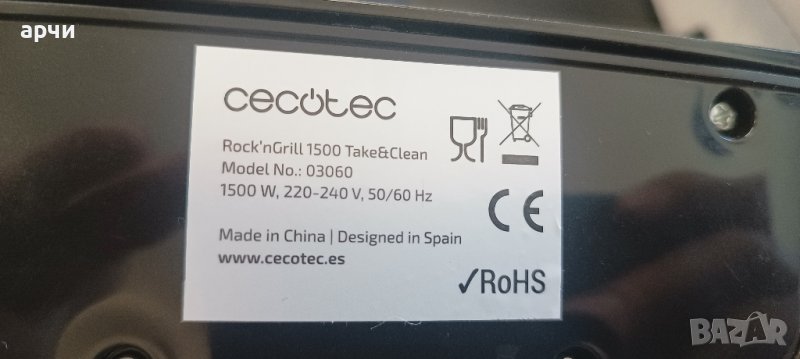 арчи
cecotec
Rock'nGrill 1500 Take&Clean
Model No.: 03060
1500 W, 220-240 V, 50/60 Hz
CE
Made in China | Designed in Spain
www.cecotec.es
✓RoHS
BAZAR